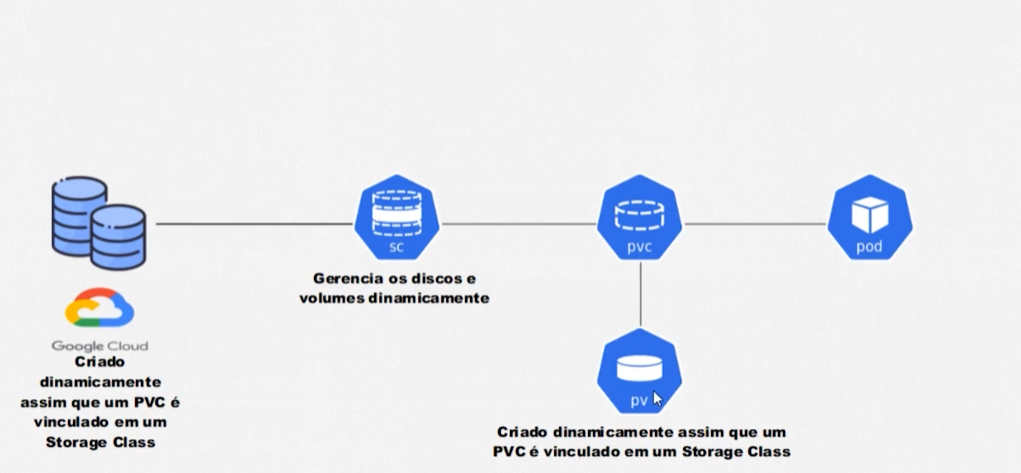 sc
pvc
pod
Gerencia os discos e
volumes dinamicamente
Google Cloud
Criado
dinamicamente
assim que um PVC é
vinculado em um
Storage Class
pv
Criado dinamicamente assim que um
PVC é vinculado em um Storage Class